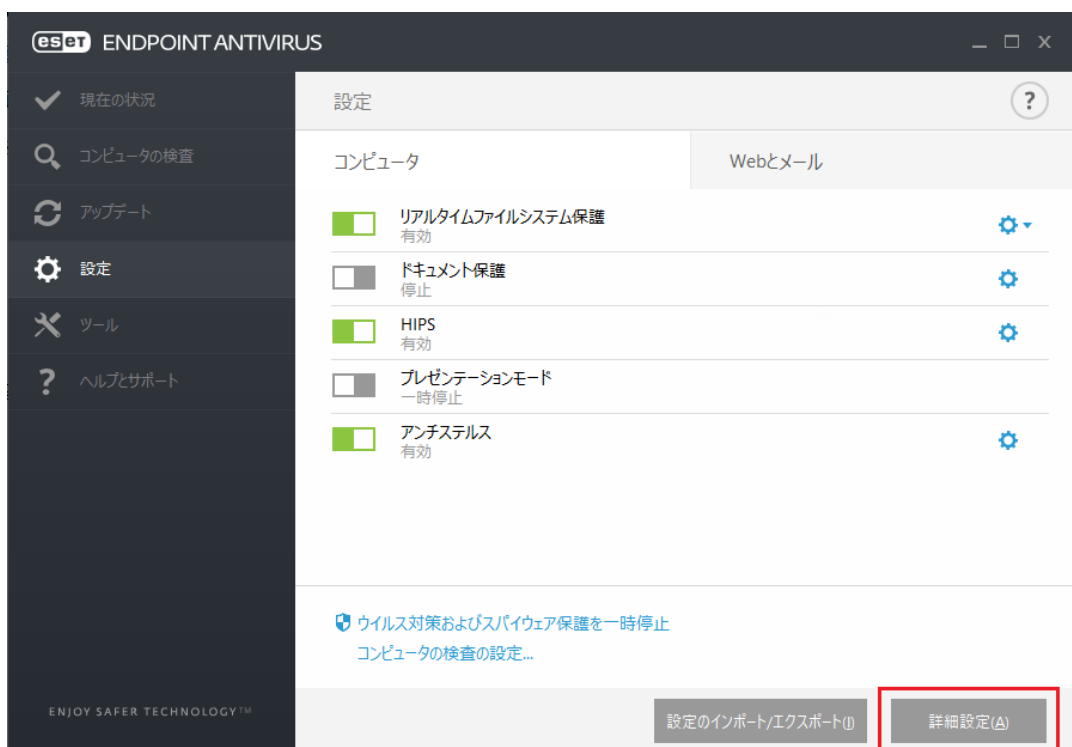 eset ENDPOINT ANTIVIRUS
現在の状況
コンピュータの検査
アップデート
設定
ツール
ヘルプとサポート
ENJOY SAFER TECHNOLOGY™
設定
?
コンピュータ
Webとメール
リアルタイムファイルシステム保護
有効
ドキュメント保護
停止
HIPS
有効
プレゼンテーションモード
一時停止
アンチステルス
有効
ウイルス対策およびスパイウェア保護を一時停止
コンピュータの検査の設定...
設定のインポート/エクスポート(I)
詳細設定(A)